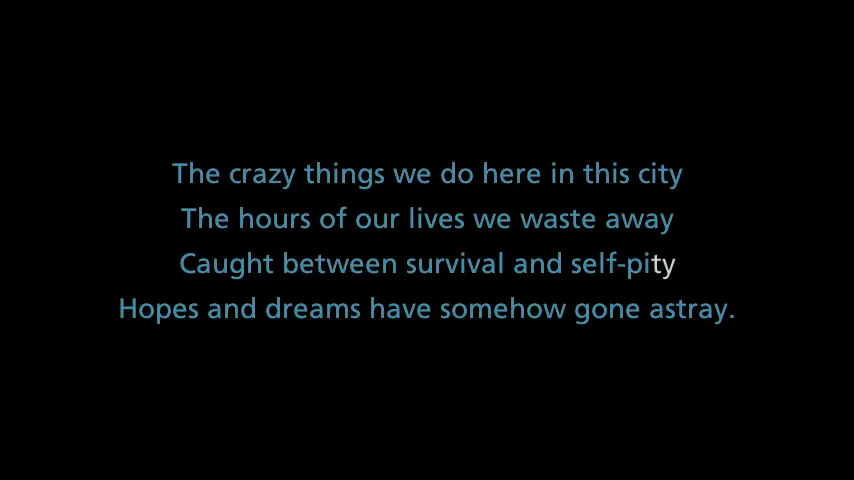 The crazy things we do here in this city
The hours of our lives we waste away
Caught between survival and self-pity
Hopes and dreams have somehow gone astray.